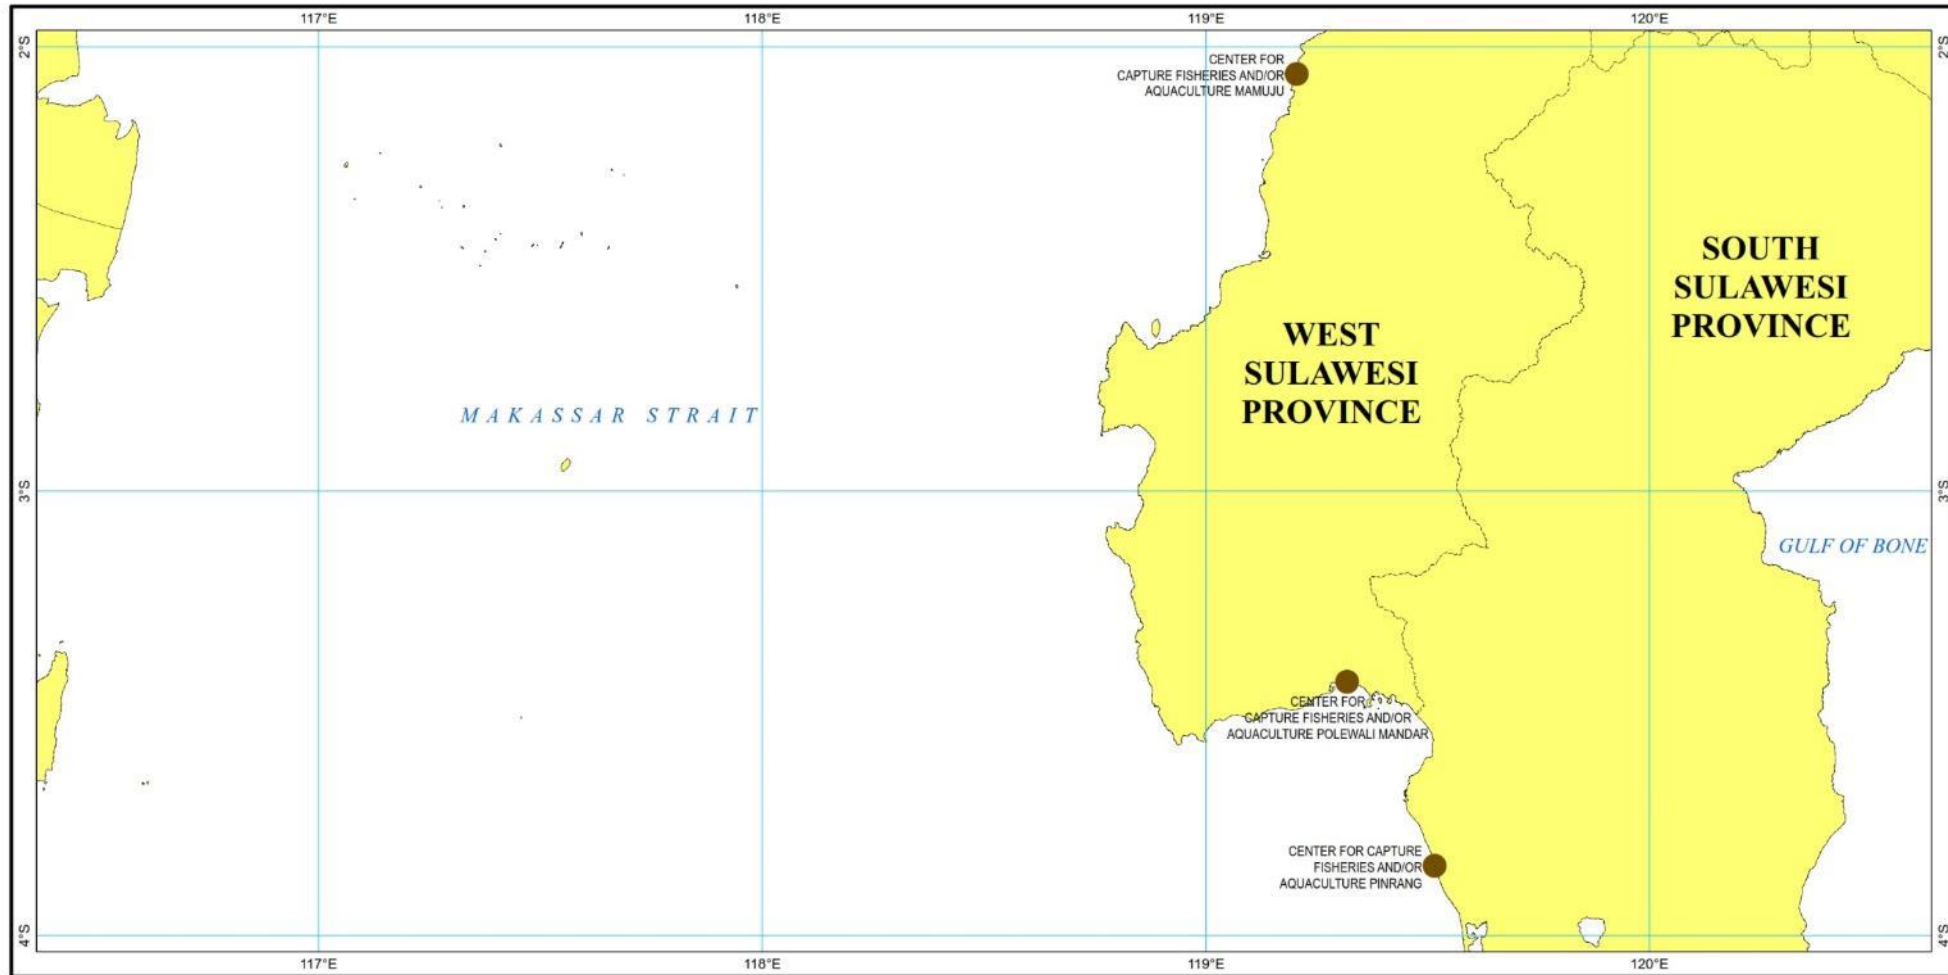 117°E
118°E
119°E
120°E
2°S
2°S
CENTER FOR
CAPTURE FISHERIES AND/OR
AQUACULTURE MAMUJU
SOUTH
SULAWESI
PROVINCE
WEST
SULAWESI
PROVINCE
MAKASSAR STRAIT
3°S
3°S
GULF OF BONE
CENTER FOR
CAPTURE FISHERIES AND/OR
AQUACULTURE POLEWALI MANDAR
CENTER FOR CAPTURE
FISHERIES AND/OR
AQUACULTURE PINRANG
4°S
4°S
117°E
118°E
119°E
120°E